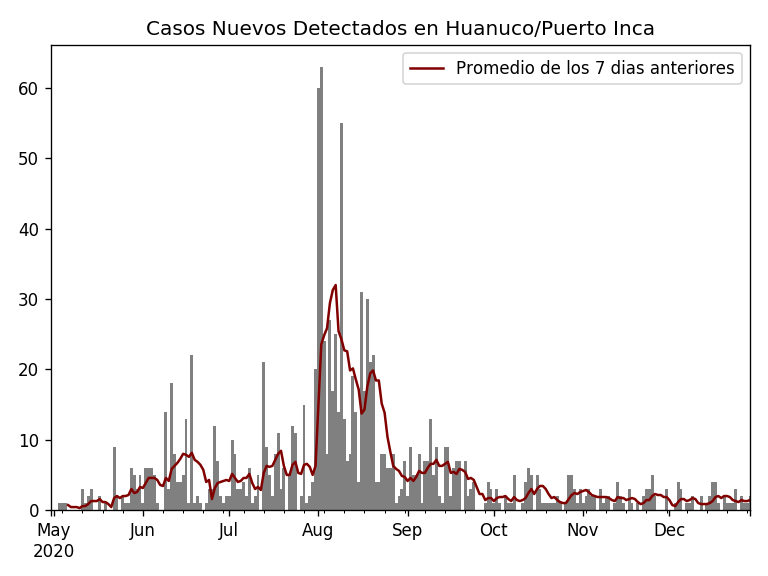 Casos Nuevos Detectados en Huanuco/Puerto Inca
Promedio de los 7 dias anteriores
60
50
40
30
20
10
0
May Jun Jul Aug Sep Oct Nov Dec
2020